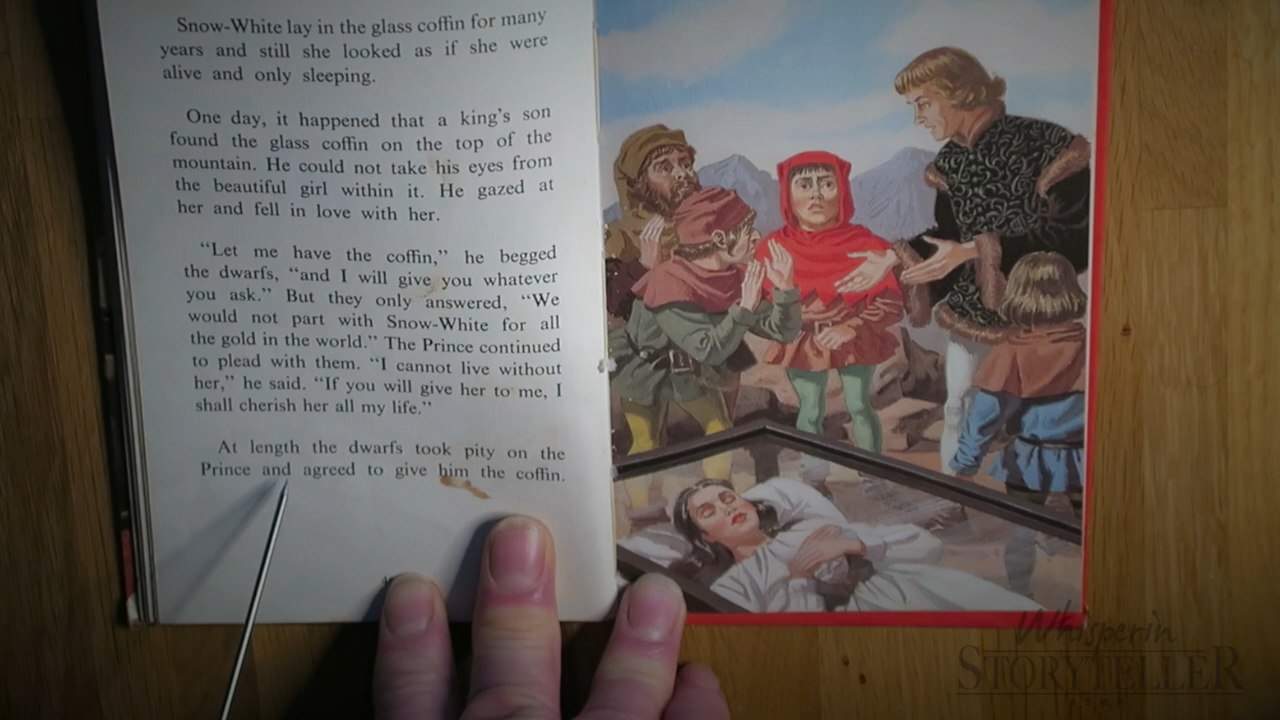 Snow-White lay in the glass coffin for many
years and still she looked as if she were
alive and only sleeping.
One day, it happened that a king's son
found the glass coffin on the top of the
mountain. He could not take his eyes from
the beautiful girl within it. He gazed at
her and fell in love with her.
"Let me have the coffin," he begged
the dwarfs, "and I will give you whatever
you ask." But they only answered, "We
would not part with Snow-White for all
the gold in the world." The Prince continued
to plead with them. "I cannot live without
her," he said. "If you will give her to me, I
shall cherish her all my life."
At length the dwarfs took pity on the
Prince and agreed to give him the coffin.
Whisperin
STORYTELLER
ASMR